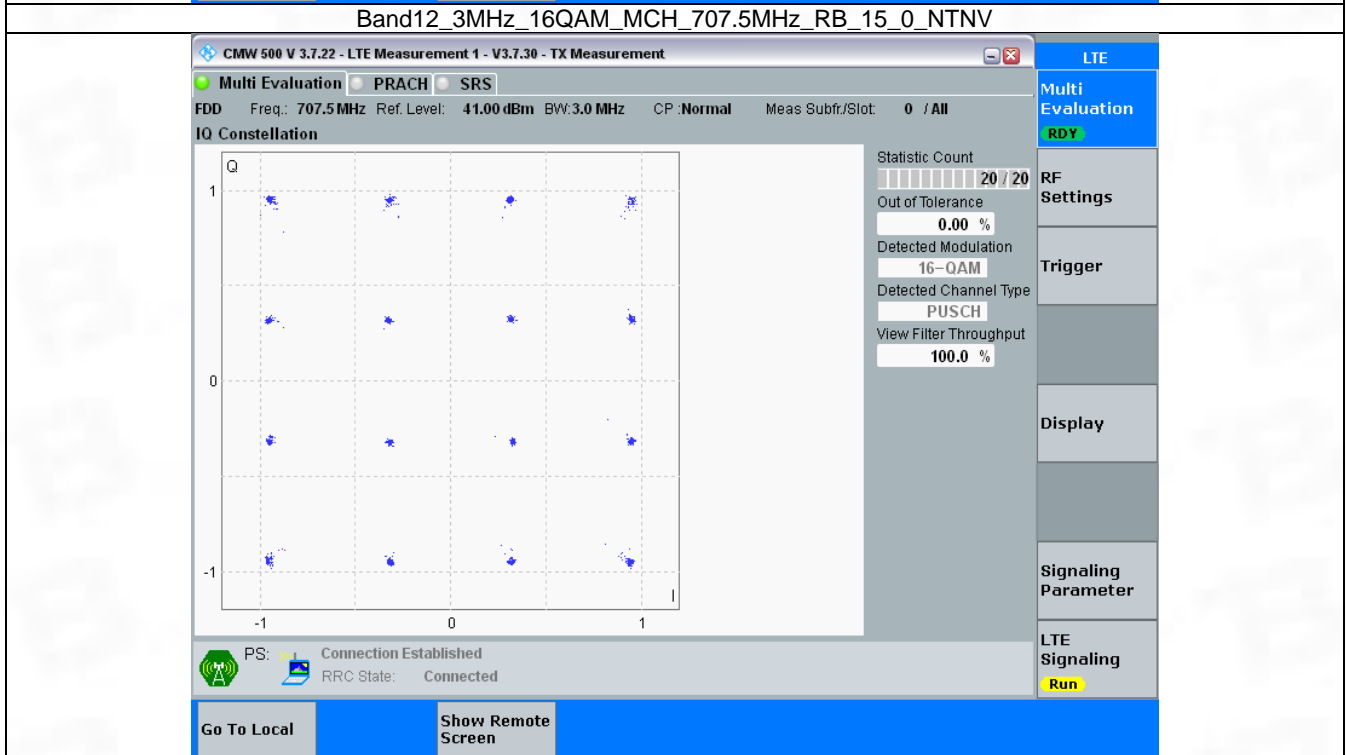 Band12_3MHz_16QAM_MCH_707.5MHz_RB_15_0_NTNV
CMW 500 V 3.7.22 - LTE Measurement 1 - V3.7.30 - TX Measurement
LTE
Multi Evaluation PRACH SRS
FDD Freq.: 707.5 MHz Ref. Level: 41.00 dBm BW: 3.0 MHz CP :Normal Meas Subfr./Slot: 0 / All
IQ Constellation
Multi
Evaluation
RDY
Q
1
0
-1
-1 0 1
I
Statistic Count
20 / 20
Out of Tolerance
0.00 %
Detected Modulation
16-QAM
Detected Channel Type
PUSCH
View Filter Throughput
100.0 %
RF
Settings
Trigger
Display
Signaling
Parameter
LTE
Signaling
Run
PS: Connection Established
RRC State: Connected
Go To Local
Show Remote
Screen